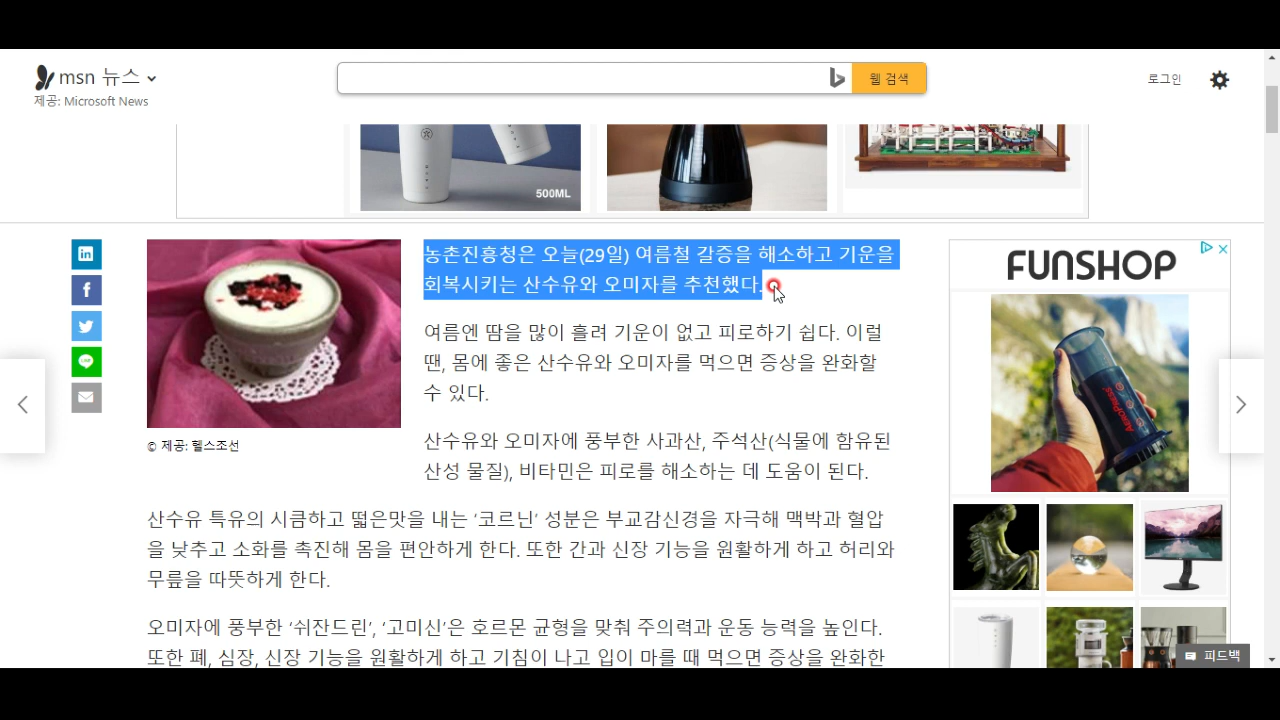 msn 뉴스
제공: Microsoft News
웹 검색
로그인
500ML
농촌진흥청은 오늘(29일) 여름철 갈증을 해소하고 기운을
회복시키는 산수유와 오미자를 추천했다.
여름엔 땀을 많이 흘려 기운이 없고 피로하기 쉽다. 이럴
땐, 몸에 좋은 산수유와 오미자를 먹으면 증상을 완화할
수 있다.
© 제공: 헬스조선
산수유와 오미자에 풍부한 사과산, 주석산(식물에 함유된
산성 물질), 비타민은 피로를 해소하는 데 도움이 된다.
산수유 특유의 시큼하고 떫은맛을 내는 ‘코르닌’ 성분은 부교감신경을 자극해 맥박과 혈압
을 낮추고 소화를 촉진해 몸을 편안하게 한다. 또한 간과 신장 기능을 원활하게 하고 허리와
무릎을 따뜻하게 한다.
오미자에 풍부한 ‘쉬잔드린’, ‘고미신’은 호르몬 균형을 맞춰 주의력과 운동 능력을 높인다.
또한 폐, 심장, 신장 기능을 원활하게 하고 기침이 나고 입이 마를 때 먹으면 증상을 완화한
FUNSHOP
AEROPRESS
피드백